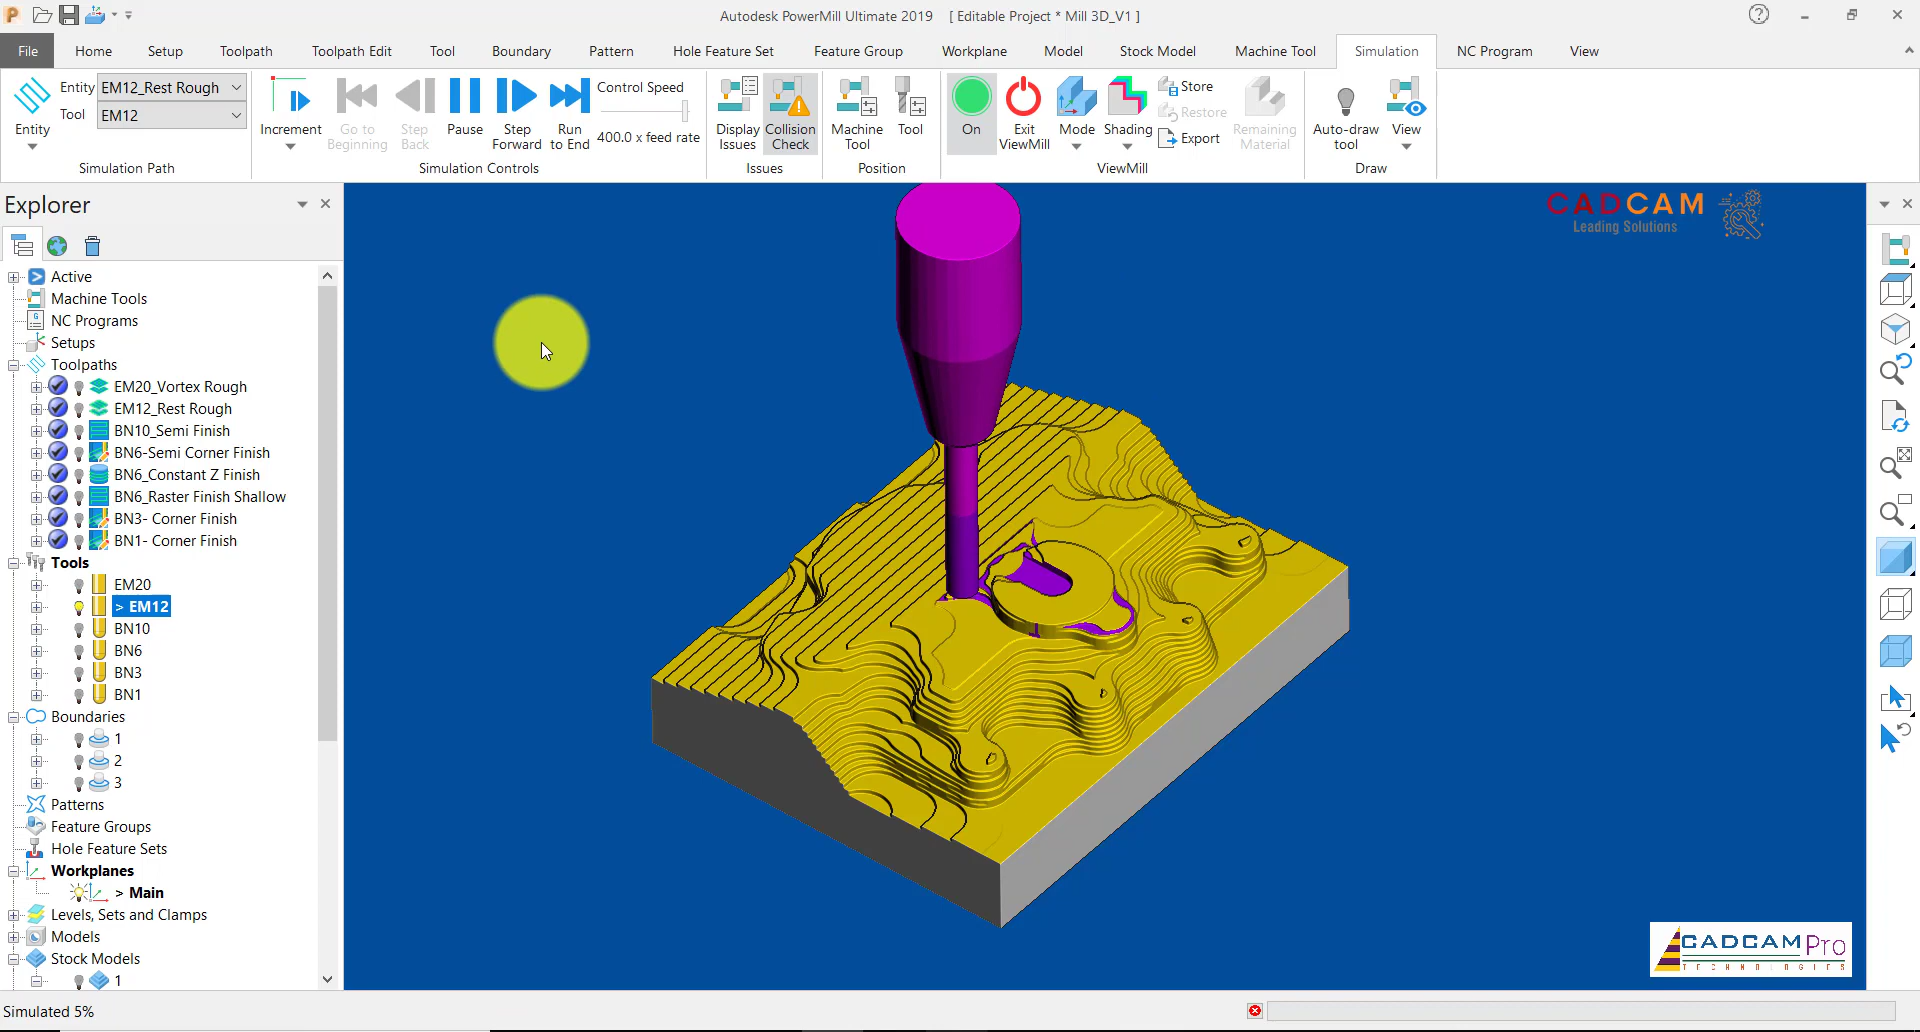 Autodesk PowerMill Ultimate 2019 [ Editable Project * Mill 3D_V1 ]
File Home Setup Toolpath Toolpath Edit Tool Boundary Pattern Hole Feature Set Feature Group Workplane Model Stock Model Machine Tool Simulation NC Program View
Entity EM12_Rest Rough
Tool EM12
Entity
Simulation Path
Increment
Go to Beginning
Step Back
Pause
Step Forward
Run to End
Control Speed
400.0 x feed rate
Simulation Controls
Display Issues
Collision Check
Issues
Machine Tool
Tool
Position
On
Exit ViewMill
Mode
Shading
Store
Restore
Export
Remaining Material
ViewMill
Auto-draw tool
View
Draw
Explorer
Active
Machine Tools
NC Programs
Setups
Toolpaths
EM20_Vortex Rough
EM12_Rest Rough
BN10_Semi Finish
BN6-Semi Corner Finish
BN6_Constant Z Finish
BN6_Raster Finish Shallow
BN3- Corner Finish
BN1- Corner Finish
Tools
EM20
> EM12
BN10
BN6
BN3
BN1
Boundaries
1
2
3
Patterns
Feature Groups
Hole Feature Sets
Workplanes
> Main
Levels, Sets and Clamps
Models
Stock Models
1
CADCAM
Leading Solutions
CADCAM Pro
TECHNOLOGIES
Simulated 5%